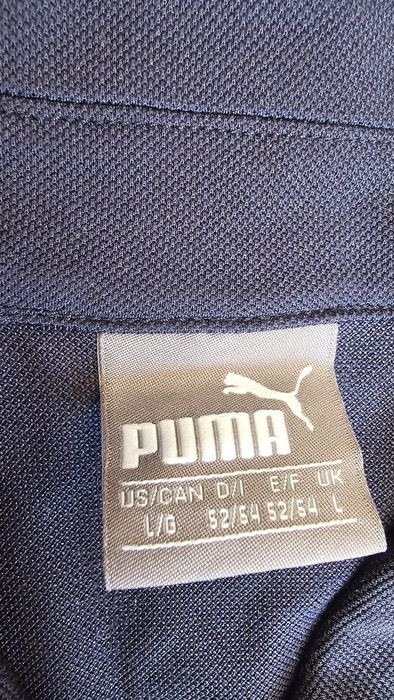 PUMA
US/CAN D/I E/F UK
L/G 52/54 52/54 L